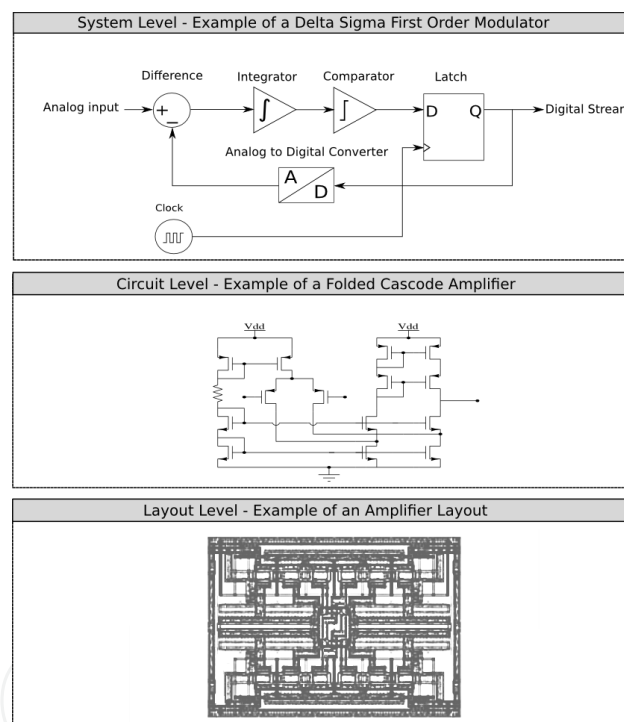 System Level - Example of a Delta Sigma First Order Modulator
Difference Integrator Comparator Latch
Analog input + − ∫ D Q Digital Stream
Analog to Digital Converter
A
D
Clock
Circuit Level - Example of a Folded Cascode Amplifier
Vdd Vdd
Layout Level - Example of an Amplifier Layout